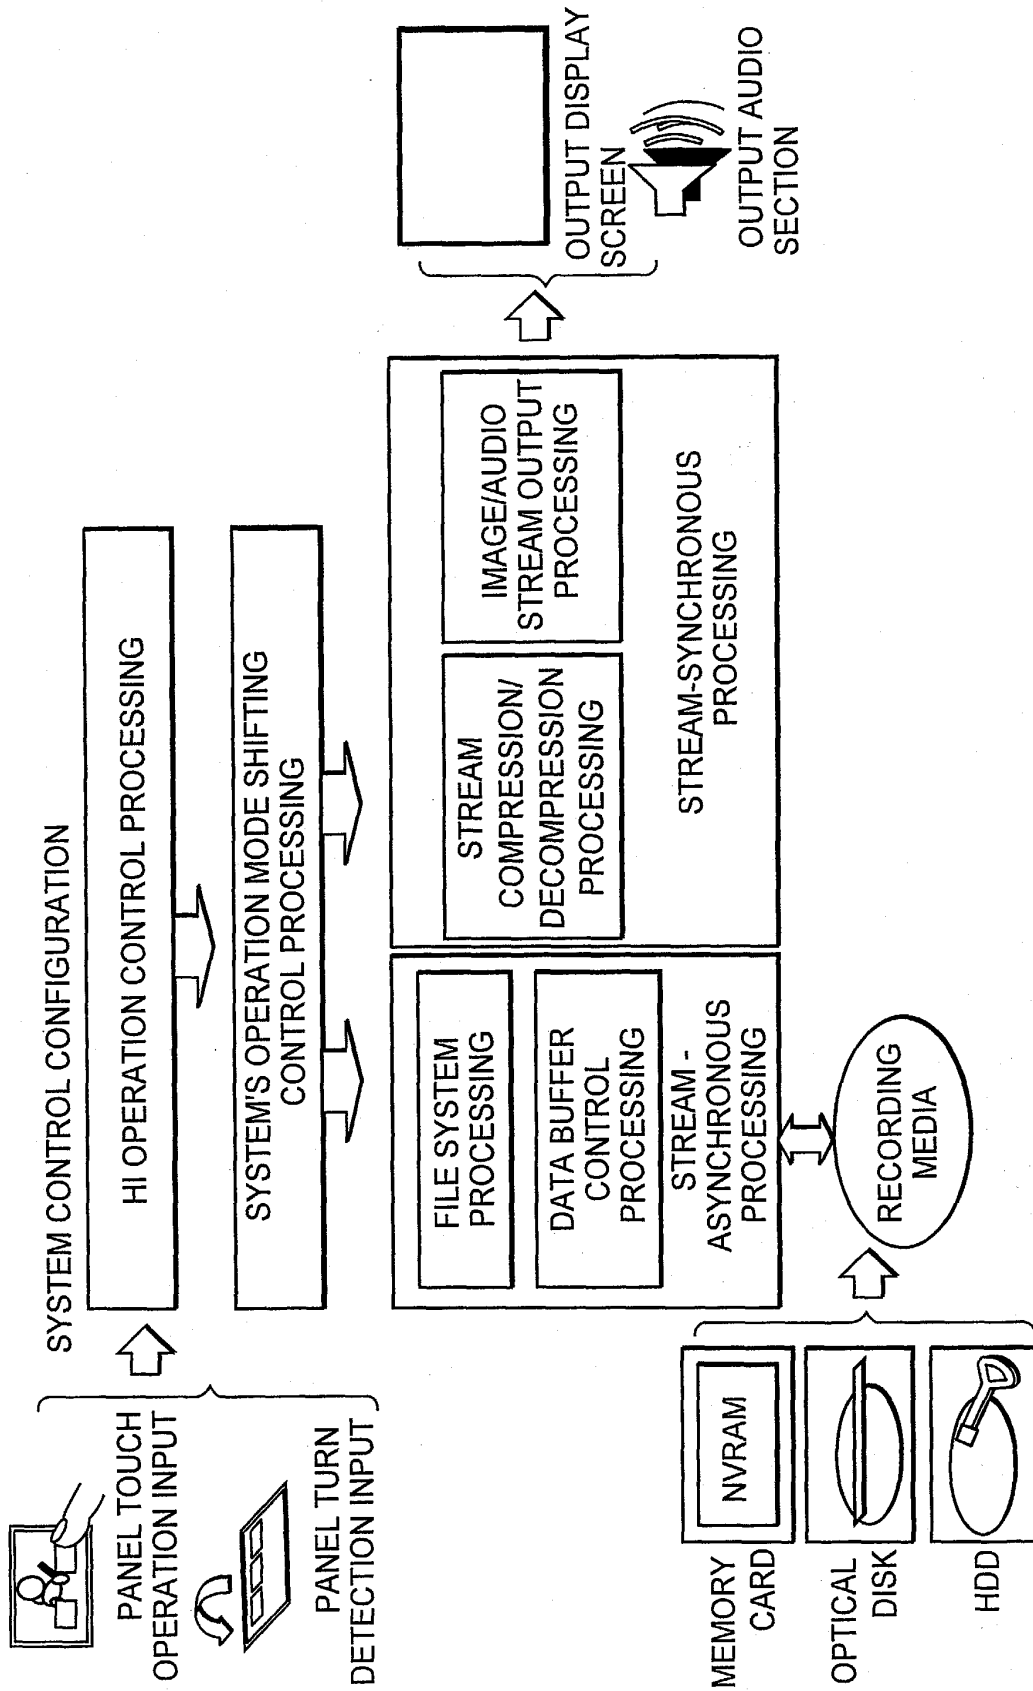 SYSTEM CONTROL CONFIGURATION
PANEL TOUCH
OPERATION INPUT
PANEL TURN
DETECTION INPUT
HI OPERATION CONTROL PROCESSING
SYSTEM'S OPERATION MODE SHIFTING
CONTROL PROCESSING
FILE SYSTEM
PROCESSING
DATA BUFFER
CONTROL
PROCESSING
STREAM -
ASYNCHRONOUS
PROCESSING
STREAM
COMPRESSION/
DECOMPRESSION
PROCESSING
IMAGE/AUDIO
STREAM OUTPUT
PROCESSING
STREAM-SYNCHRONOUS
PROCESSING
OUTPUT DISPLAY
SCREEN
OUTPUT AUDIO
SECTION
MEMORY
CARD
NVRAM
OPTICAL
DISK
HDD
RECORDING
MEDIA